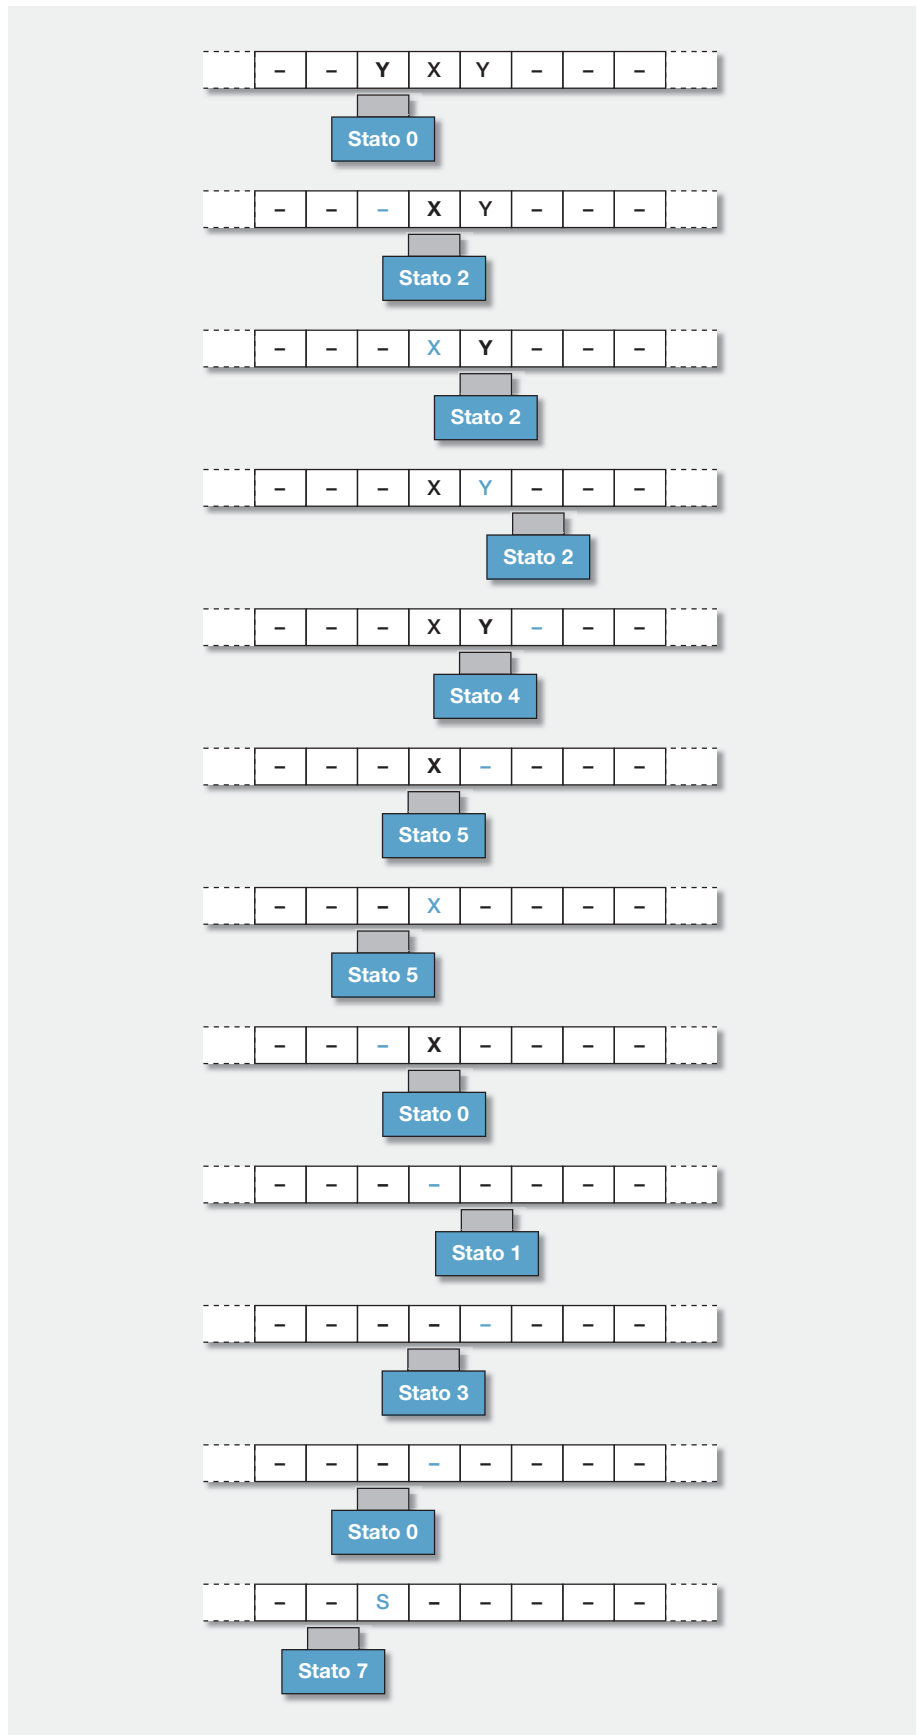 – – Y X Y – – –
Stato 0
– – – X Y – – –
Stato 2
– – – X Y – – –
Stato 2
– – – X Y – – –
Stato 2
– – – X Y – – –
Stato 4
– – – X – – – –
Stato 5
– – – X – – – –
Stato 5
– – – X – – – –
Stato 0
– – – – – – – –
Stato 1
– – – – – – – –
Stato 3
– – – – – – – –
Stato 0
– – S – – – – –
Stato 7